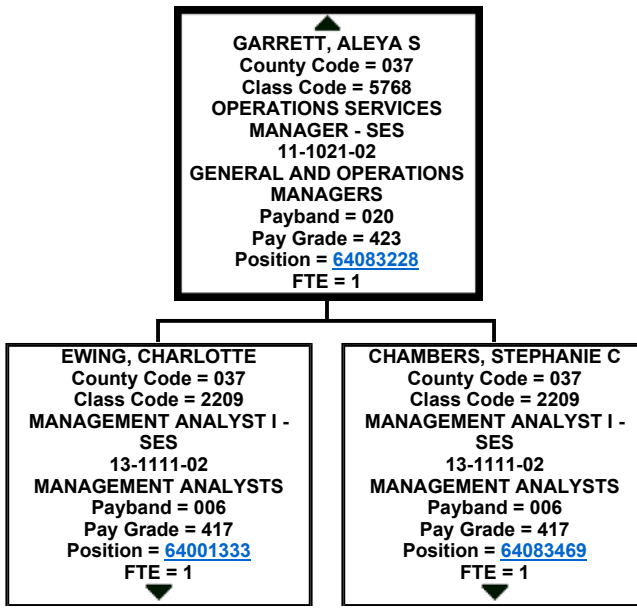 GARRETT, ALEYA S
County Code = 037
Class Code = 5768
OPERATIONS SERVICES
MANAGER - SES
11-1021-02
GENERAL AND OPERATIONS
MANAGERS
Payband = 020
Pay Grade = 423
Position = 64083228
FTE = 1
EWING, CHARLOTTE
County Code = 037
Class Code = 2209
MANAGEMENT ANALYST I -
SES
13-1111-02
MANAGEMENT ANALYSTS
Payband = 006
Pay Grade = 417
Position = 64001333
FTE = 1
CHAMBERS, STEPHANIE C
County Code = 037
Class Code = 2209
MANAGEMENT ANALYST I -
SES
13-1111-02
MANAGEMENT ANALYSTS
Payband = 006
Pay Grade = 417
Position = 64083469
FTE = 1